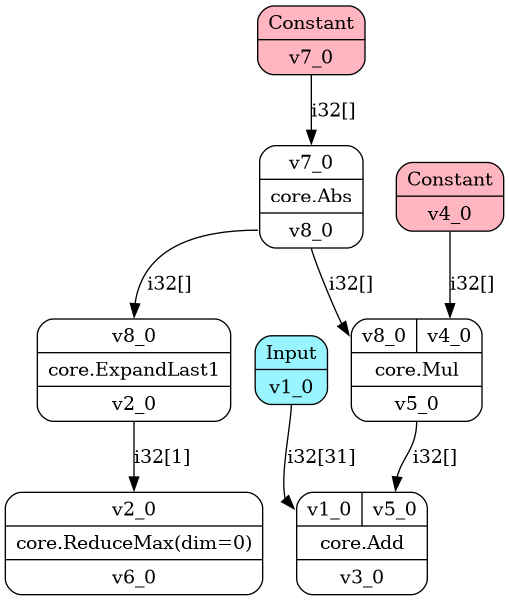 Constant
v7_0
i32[]
v7_0
core.Abs
v8_0
Constant
v4_0
i32[]
i32[]
i32[]
v8_0
core.ExpandLast1
v2_0
Input
v1_0
v8_0 v4_0
core.Mul
v5_0
i32[1]
i32[31]
i32[]
v2_0
core.ReduceMax(dim=0)
v6_0
v1_0 v5_0
core.Add
v3_0